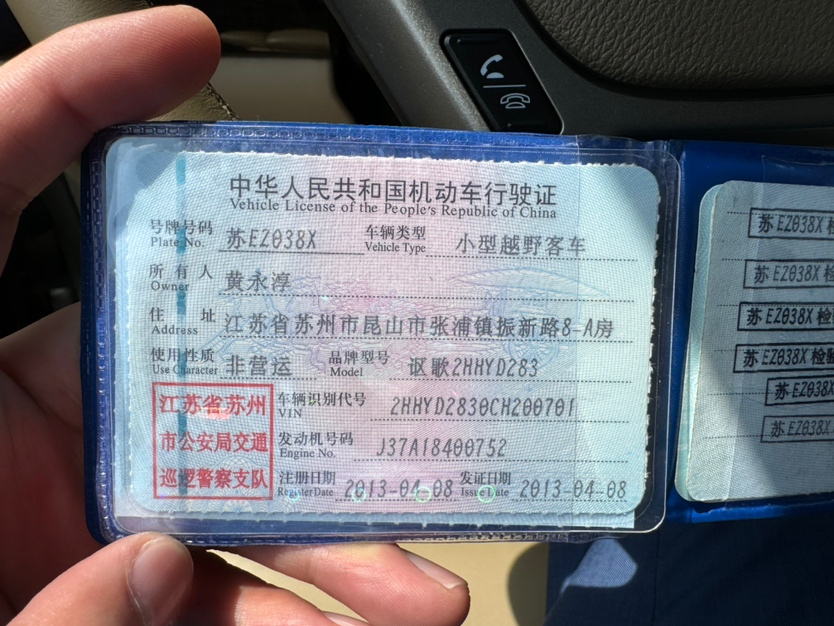 中华人民共和国机动车行驶证
Vehicle License of the People's Republic of China
号牌号码 Plate No. 苏EZ038X 车辆类型 Vehicle Type 小型越野客车
所有人 Owner 黄永淳
住址 Address 江苏省苏州市昆山市张浦镇振新路8-A房
使用性质 Use Character 非营运 品牌型号 Model 讴歌2HHYD283
江苏省苏州市公安局交通巡逻警察支队
车辆识别代号 VIN 2HHYD2830CH200701
发动机号码 Engine No. J37A18400752
注册日期 Register Date 2013-04-08 发证日期 Issue Date 2013-04-08
苏EZ038X 检
苏EZ038X 检
苏EZ038X 检验
苏EZ038X 检验
苏EZ038
苏EZ038X